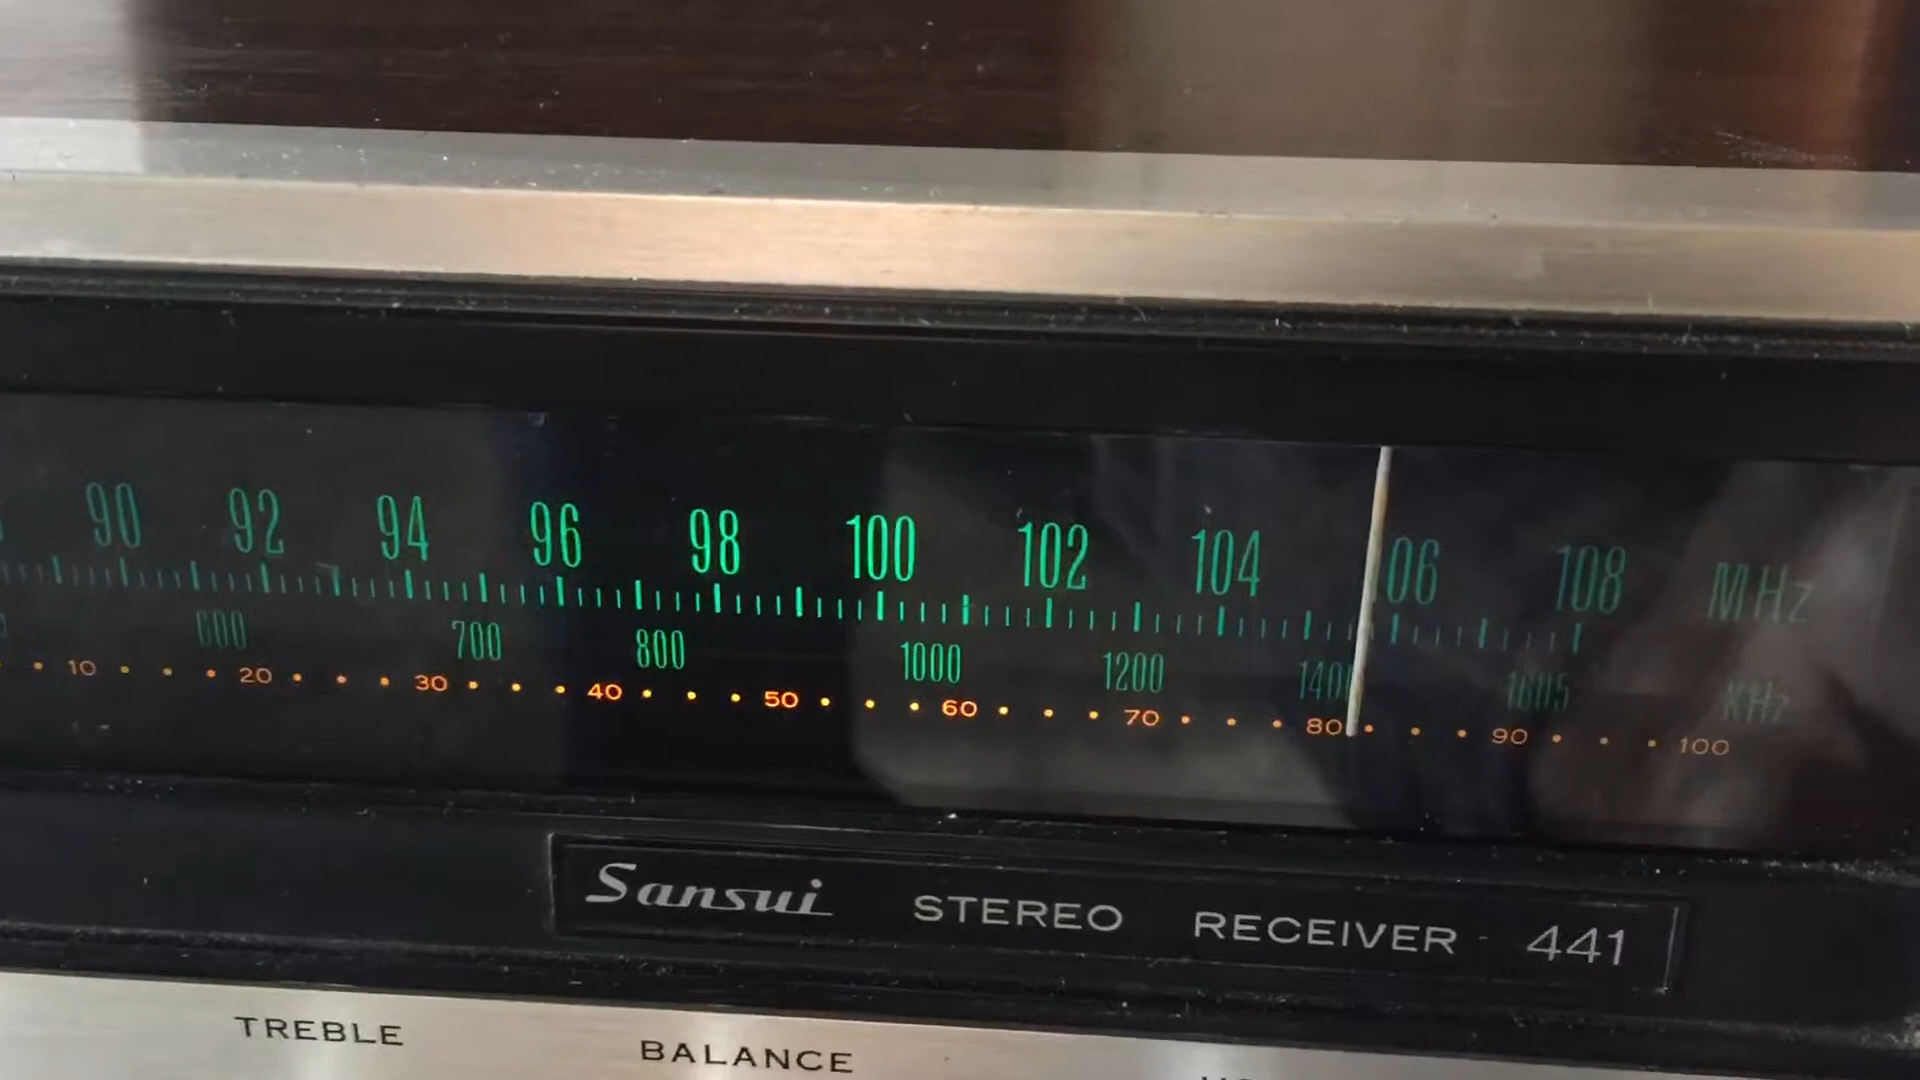 90 92 94 96 98 100 102 104 106 108 MHz
600 700 800 1000 1200 1400 1605 KHz
10 20 30 40 50 60 70 80 90 100
Sansui STEREO RECEIVER 441
TREBLE BALANCE